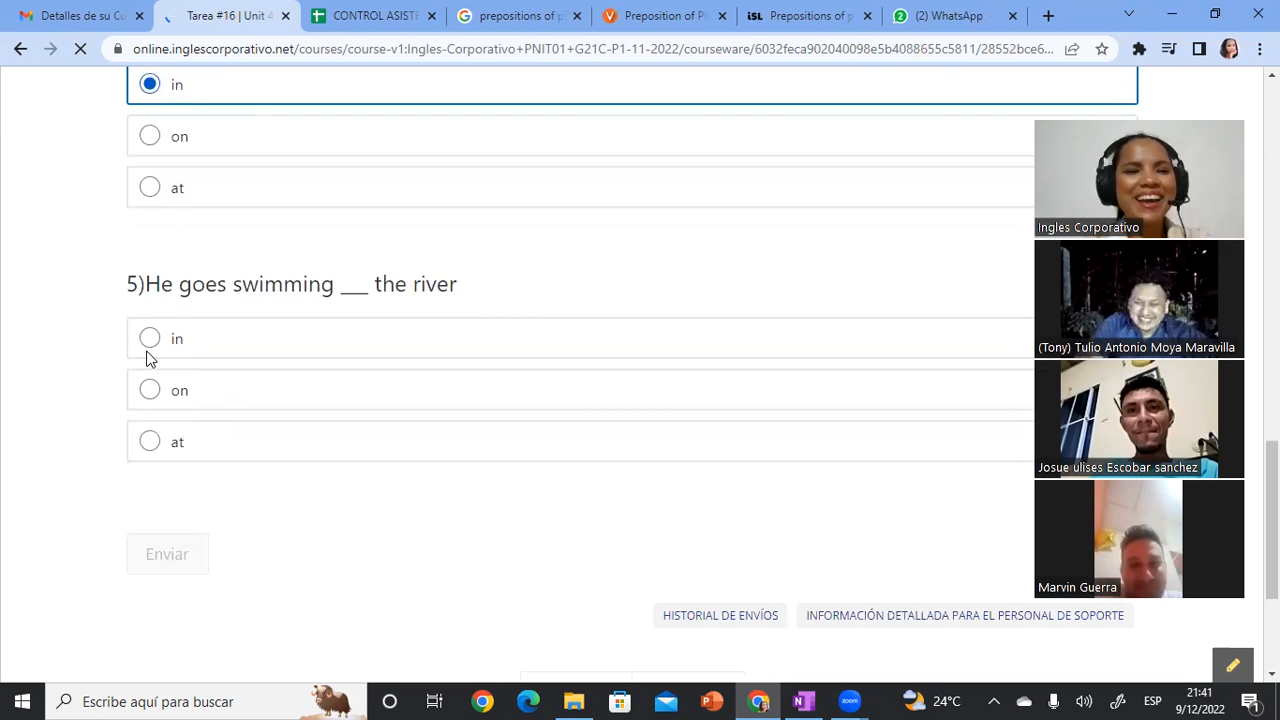 Detalles de su Cu
Tarea #16 | Unit 4
CONTROL ASISTE
prepositions of p
Preposition of P
Prepositions of p
(2) WhatsApp
online.inglescorporativo.net/courses/course-v1:Ingles-Corporativo+PNIT01+G21C-P1-11-2022/courseware/6032feca902040098e5b4088655c5811/28552bce6...
in
on
at
Ingles Corporativo
5)He goes swimming ___ the river
in
on
at
(Tony) Tulio Antonio Moya Maravilla
Josue ulises Escobar sanchez
Marvin Guerra
Enviar
HISTORIAL DE ENVÍOS
INFORMACIÓN DETALLADA PARA EL PERSONAL DE SOPORTE
Escribe aquí para buscar
24°C
ESP
21:41
9/12/2022